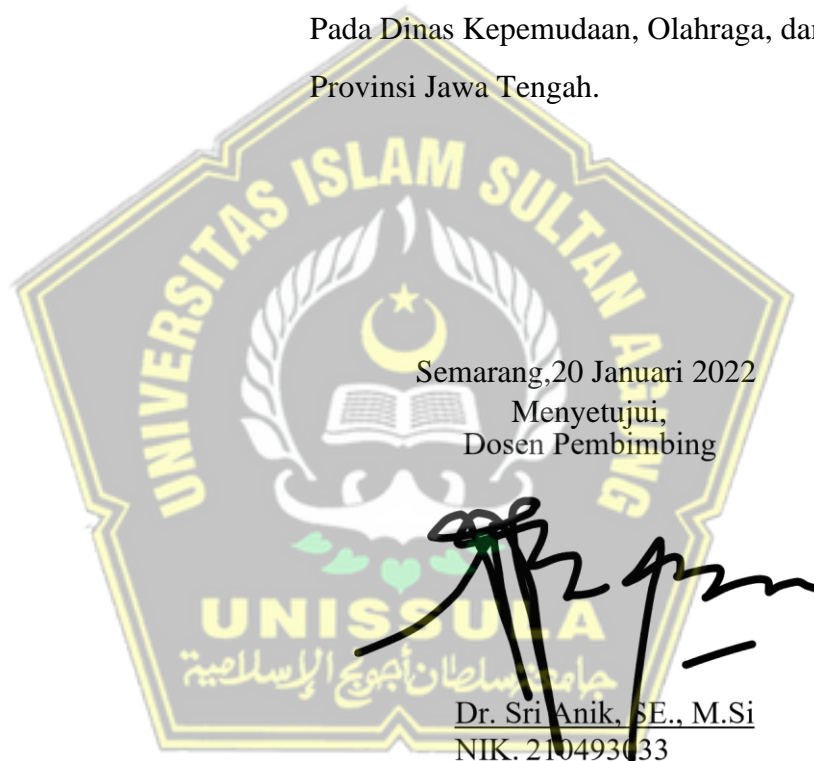 Pada Dinas Kepemudaan, Olahraga, dan
Provinsi Jawa Tengah.
UNIVERSITAS ISLAM SULTAN AGUNG
Semarang,20 Januari 2022
Menyetujui,
Dosen Pembimbing
UNISSULA
جامعة سلطان أجونج الإسلامية
Dr. Sri Anik, SE., M.Si
NIK. 210493033